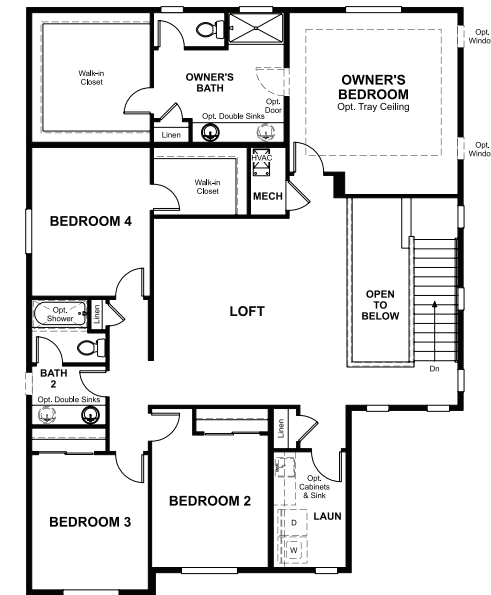 Opt.
Windo
Walk-in
Closet
OWNER'S
BATH
Opt.
Door
OWNER'S
BEDROOM
Opt. Tray Ceiling
Opt. Double Sinks
Linen
Opt.
Windo
HVAC
Walk-in
Closet
MECH
BEDROOM 4
OPEN
TO
BELOW
LOFT
Opt.
Shower
Linen
BATH
2
Opt. Double Sinks
Dn
Linen
Opt.
Cabinets
& Sink
BEDROOM 2
LAUN
BEDROOM 3
D
W